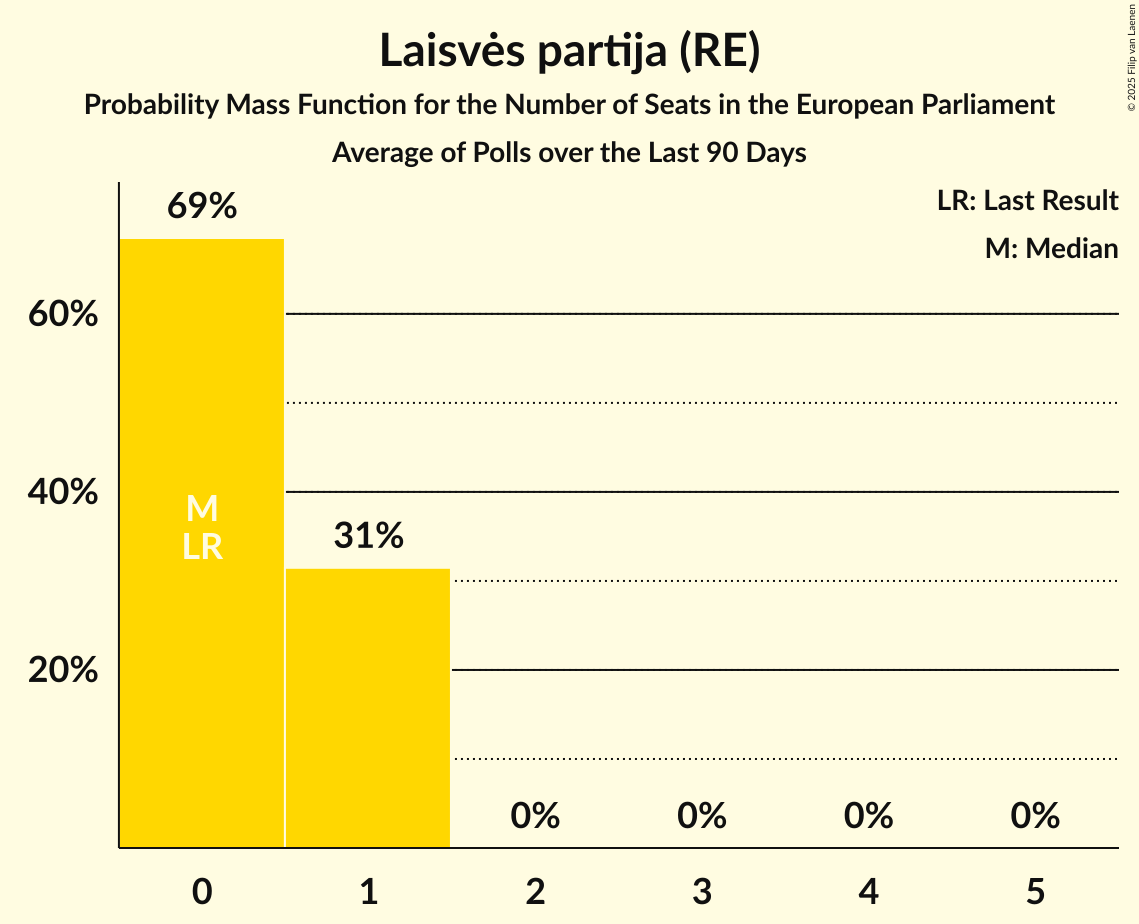 Laisvės partija (RE)
Probability Mass Function for the Number of Seats in the European Parliament
Average of Polls over the Last 90 Days
© 2025 Filip van Laenen
LR: Last Result
M: Median
69%
60%
40%
M
LR
31%
20%
0% 0% 0% 0%
0 1 2 3 4 5